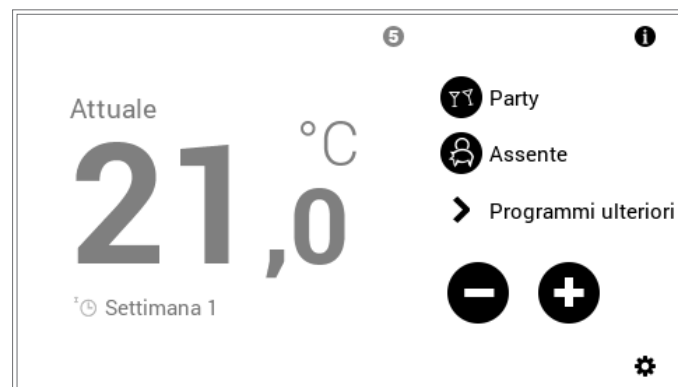 5
i
Attuale
21,0 °C
Party
Assente
Programmi ulteriori
z Settimana 1